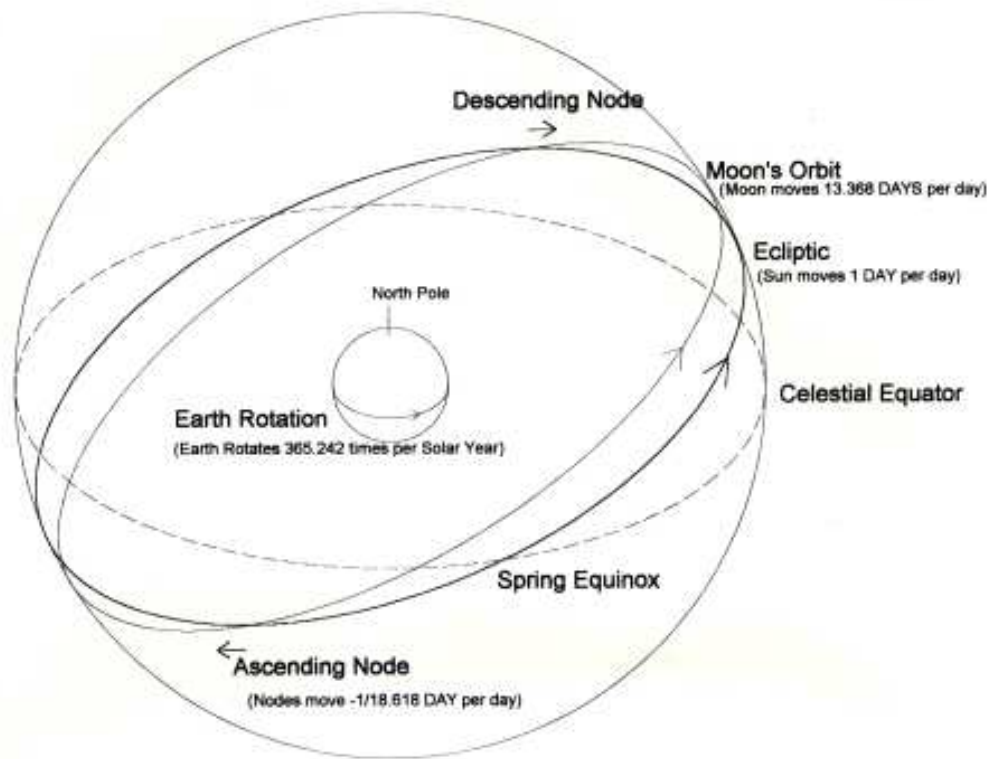 Descending Node
Moon's Orbit
(Moon moves 13.368 DAYS per day)
Ecliptic
(Sun moves 1 DAY per day)
North Pole
Celestial Equator
Earth Rotation
(Earth Rotates 365.242 times per Solar Year)
Spring Equinox
Ascending Node
(Nodes move -1/18.618 DAY per day)